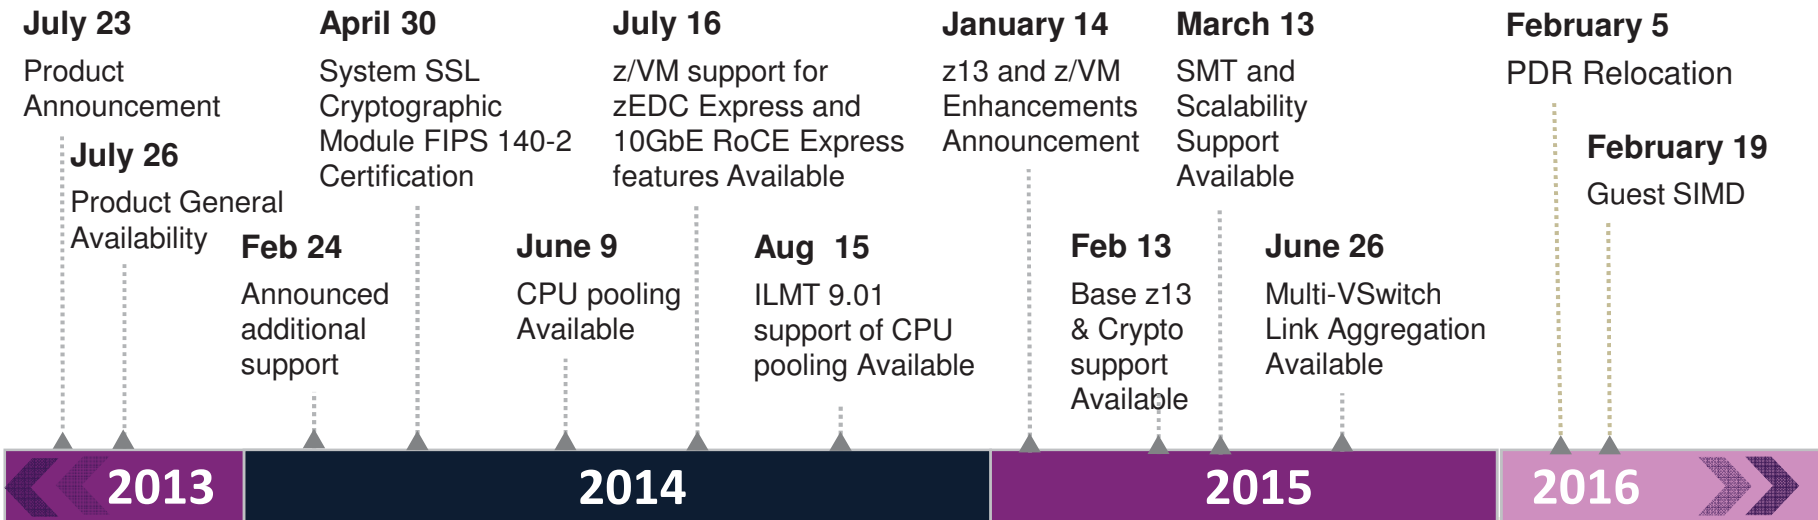 July 23
Product
Announcement
July 26
Product General
Availability
Feb 24
Announced
additional
support
April 30
System SSL
Cryptographic
Module FIPS 140-2
Certification
June 9
CPU pooling
Available
July 16
z/VM support for
zEDC Express and
10GbE RoCE Express
features Available
Aug 15
ILMT 9.01
support of CPU
pooling Available
January 14
z13 and z/VM
Enhancements
Announcement
Feb 13
Base z13
& Crypto
support
Available
March 13
SMT and
Scalability
Support
Available
June 26
Multi-VSwitch
Link Aggregation
Available
February 5
PDR Relocation
February 19
Guest SIMD
2013
2014
2015
2016